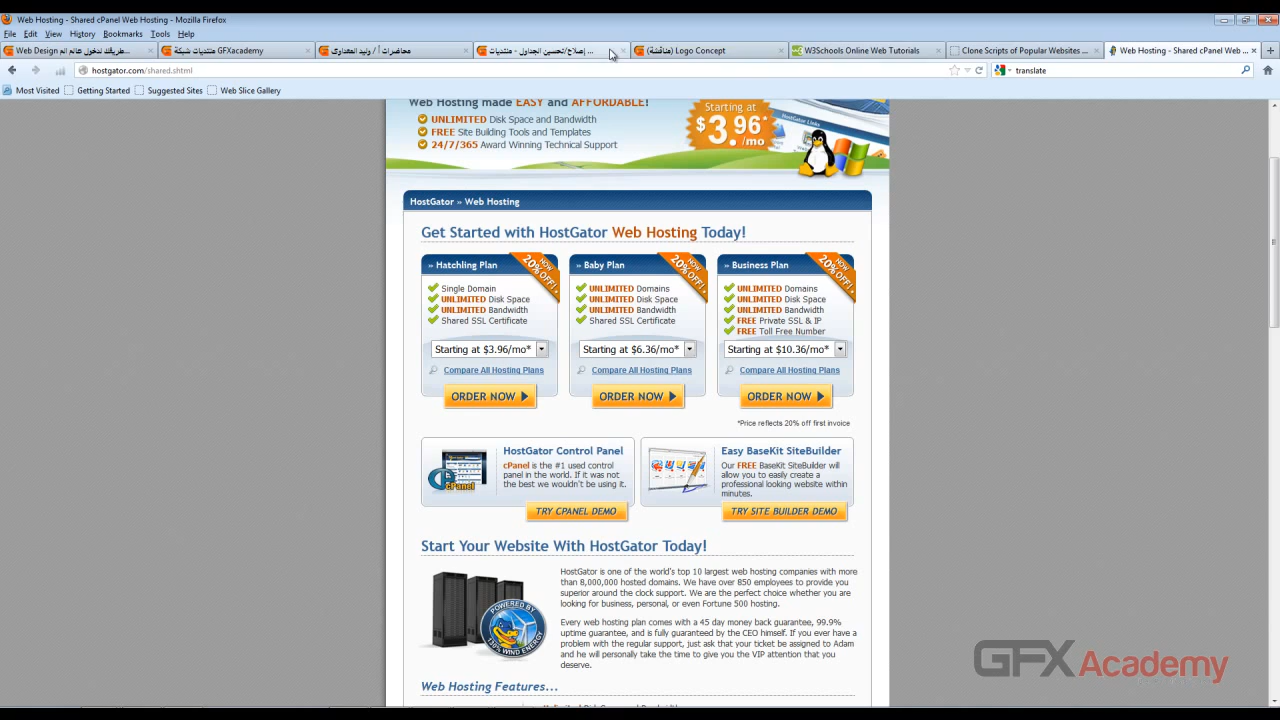 Web Hosting - Shared cPanel Web Hosting - Mozilla Firefox
File Edit View History Bookmarks Tools Help
Web Design طريقك لدخول عالم الم...
منتديات شبكة GFXacademy
إصلاح/تحسين الجداول - منتديات ...
(مناقشة) Logo Concept
W3Schools Online Web Tutorials
Clone Scripts of Popular Websites ...
Web Hosting - Shared cPanel Web ...
hostgator.com/shared.shtml
translate
Most Visited Getting Started Suggested Sites Web Slice Gallery
Web Hosting made EASY and AFFORDABLE!
UNLIMITED Disk Space and Bandwidth
FREE Site Building Tools and Templates
24/7/365 Award Winning Technical Support
Starting at
$3.96*
/mo
HostGator Links
HostGator » Web Hosting
Get Started with HostGator Web Hosting Today!
» Hatchling Plan
NOW 20% OFF!
Single Domain
UNLIMITED Disk Space
UNLIMITED Bandwidth
Shared SSL Certificate
Starting at $3.96/mo*
Compare All Hosting Plans
ORDER NOW
» Baby Plan
NOW 20% OFF!
UNLIMITED Domains
UNLIMITED Disk Space
UNLIMITED Bandwidth
Shared SSL Certificate
Starting at $6.36/mo*
Compare All Hosting Plans
ORDER NOW
» Business Plan
NOW 20% OFF!
UNLIMITED Domains
UNLIMITED Disk Space
UNLIMITED Bandwidth
FREE Private SSL & IP
FREE Toll Free Number
Starting at $10.36/mo*
Compare All Hosting Plans
ORDER NOW
*Price reflects 20% off first invoice
cPanel
HostGator Control Panel
cPanel is the #1 used control
panel in the world. If it was not
the best we wouldn't be using it.
TRY CPANEL DEMO
Easy BaseKit SiteBuilder
Our FREE BaseKit SiteBuilder will
allow you to easily create a
professional looking website within
minutes.
TRY SITE BUILDER DEMO
Start Your Website With HostGator Today!
POWERED BY
130% WIND ENERGY
HostGator is one of the world's top 10 largest web hosting companies with more
than 8,000,000 hosted domains. We have over 850 employees to provide you
superior around the clock support. We are the perfect choice whether you are
looking for business, personal, or even Fortune 500 hosting.
Every web hosting plan comes with a 45 day money back guarantee, 99.9%
uptime guarantee, and is fully guaranteed by the CEO himself. If you ever have a
problem with the regular support, just ask that your ticket be assigned to Adam
and he will personally take the time to give you the VIP attention that you
deserve.
Web Hosting Features...
GFXAcademy